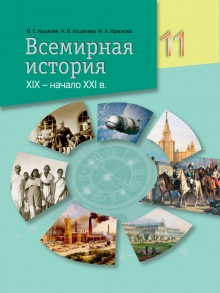 В. С. Кошелев Н. В. Кошелева М. А. Краснова
Всемирная
история
XIX – начало XXI в.
11